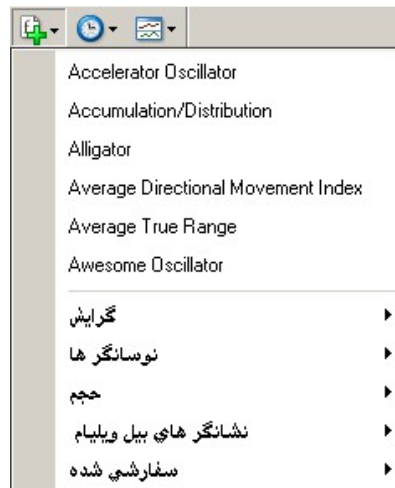 Accelerator Oscillator
Accumulation/Distribution
Alligator
Average Directional Movement Index
Average True Range
Awesome Oscillator
گرايش
نوسانگر ها
حجم
نشانگر هاي بيل ويليام
سفارشي شده